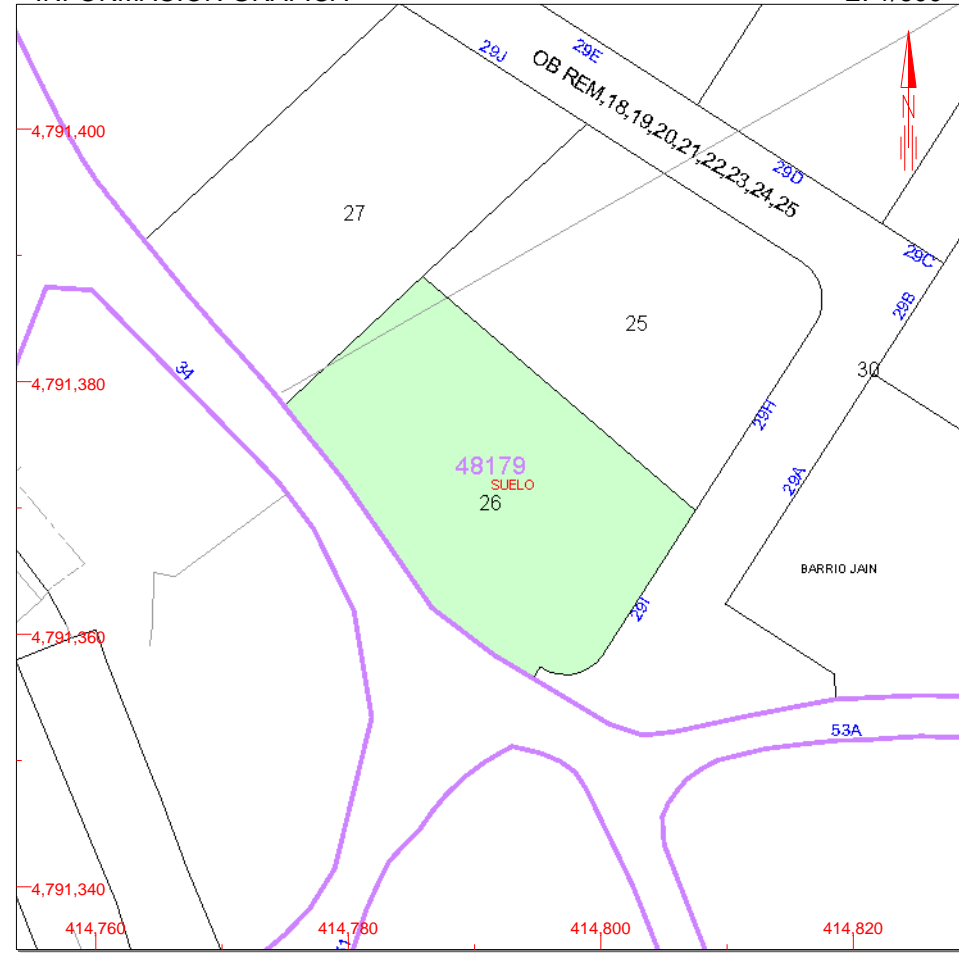 29J
29E
OB REM,18,19,20,21,22,23,24,25
N
4,791,400
29D
27
29C
29B
25
30
4,791,380
34
29H
48179
29A
SUELO
26
BARRIO JAIN
29I
4,791,360
53A
4,791,340
414,760
414,780
414,800
414,820